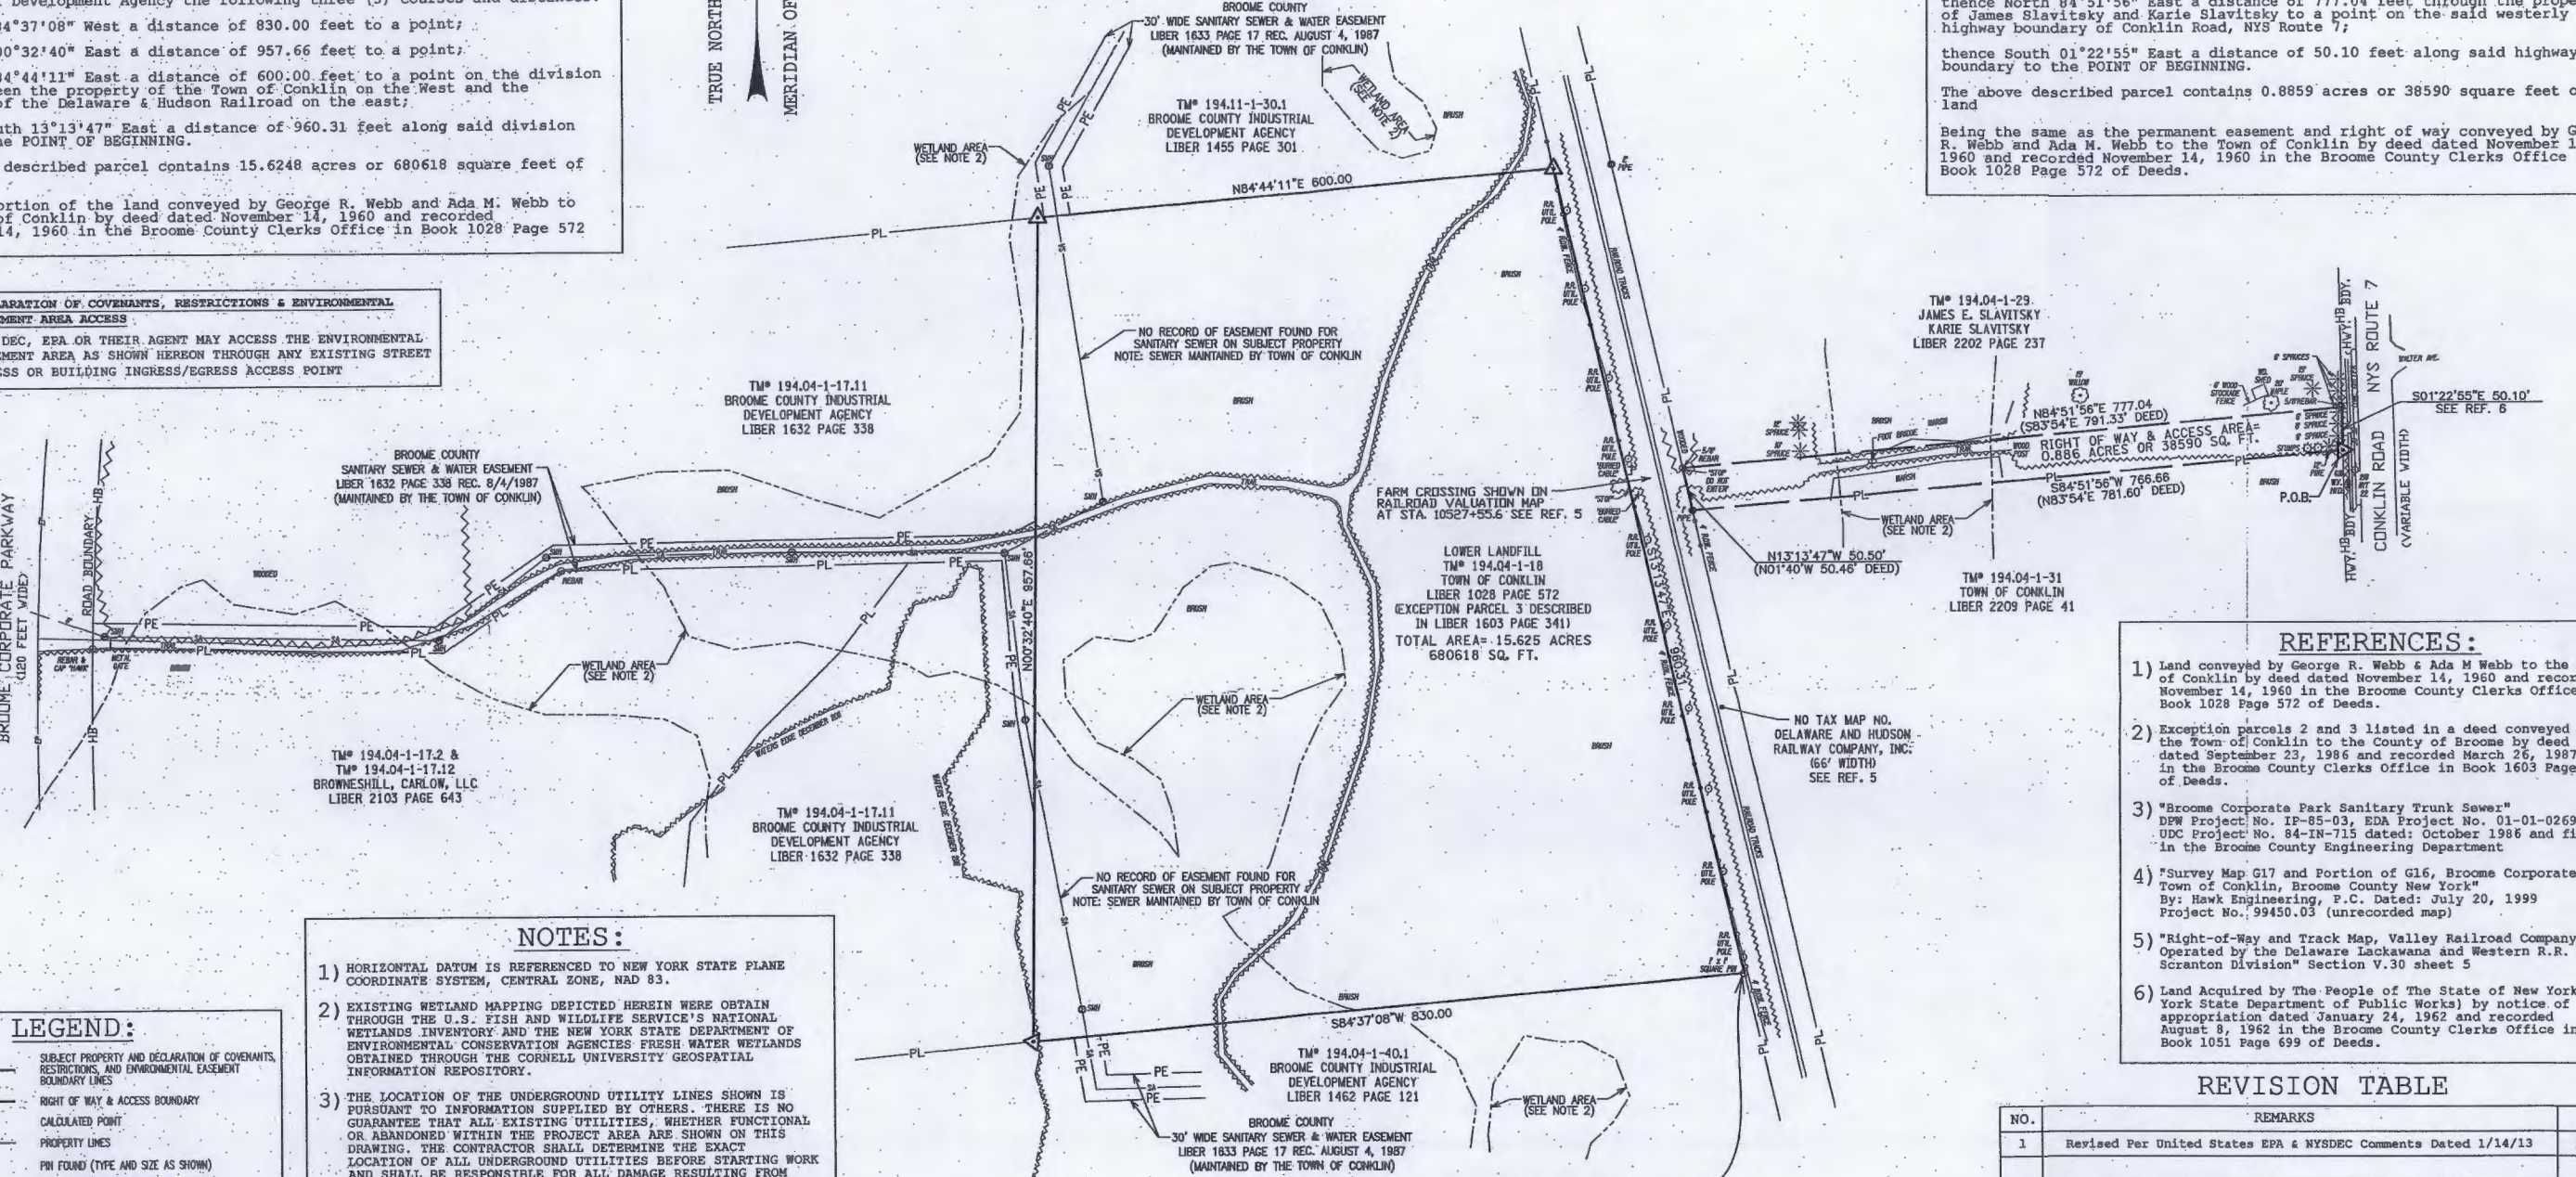 Development Agency the following three (3) courses and distances:
4°37'08" West a distance of 830.00 feet to a point;
00°32'40" East a distance of 957.66 feet to a point;
4°44'11" East a distance of 600.00 feet to a point on the division
een the property of the Town of Conklin on the West and the
of the Delaware & Hudson Railroad on the east;
th 13°13'47" East a distance of 960.31 feet along said division
e POINT OF BEGINNING.
described parcel contains 15.6248 acres or 680618 square feet of
ortion of the land conveyed by George R. Webb and Ada M. Webb to
of Conklin by deed dated November 14, 1960 and recorded
14, 1960 in the Broome County Clerks Office in Book 1028 Page 572
ARATION OF COVENANTS, RESTRICTIONS & ENVIRONMENTAL
MENT AREA ACCESS
DEC, EPA OR THEIR AGENT MAY ACCESS THE ENVIRONMENTAL
MENT AREA AS SHOWN HEREON THROUGH ANY EXISTING STREET
SS OR BUILDING INGRESS/EGRESS ACCESS POINT
TRUE NORTH
MERIDIAN OF
BROOME COUNTY
30' WIDE SANITARY SEWER & WATER EASEMENT
LIBER 1633 PAGE 17 REC. AUGUST 4, 1987
(MAINTAINED BY THE TOWN OF CONKLIN)
WETLAND AREA
(SEE NOTE 2)
BRUSH
TM# 194.11-1-30.1
BROOME COUNTY INDUSTRIAL
DEVELOPMENT AGENCY
LIBER 1455 PAGE 301
WETLAND AREA
(SEE NOTE 2)
N84°44'11"E 600.00
thence North 84°51'56" East a distance of 777.04 feet through the prope
of James Slavitsky and Karie Slavitsky to a point on the said westerly
highway boundary of Conklin Road, NYS Route 7;
thence South 01°22'55" East a distance of 50.10 feet along said highway
boundary to the POINT OF BEGINNING.
The above described parcel contains 0.8859 acres or 38590 square feet o
land
Being the same as the permanent easement and right of way conveyed by G
R. Webb and Ada M. Webb to the Town of Conklin by deed dated November 1
1960 and recorded November 14, 1960 in the Broome County Clerks Office
Book 1028 Page 572 of Deeds.
NO RECORD OF EASEMENT FOUND FOR
SANITARY SEWER ON SUBJECT PROPERTY
NOTE: SEWER MAINTAINED BY TOWN OF CONKLIN
TM# 194.04-1-17.11
BROOME COUNTY INDUSTRIAL
DEVELOPMENT AGENCY
LIBER 1632 PAGE 338
BROOME COUNTY
SANITARY SEWER & WATER EASEMENT
LIBER 1632 PAGE 338 REC. 8/4/1987
(MAINTAINED BY THE TOWN OF CONKLIN)
BROOME CORPORATE PARKWAY
(120 FEET WIDE)
ROAD BOUNDARY
WOODED
REBAR
WETLAND AREA
(SEE NOTE 2)
TM# 194.04-1-17.2 &
TM# 194.04-1-17.12
BROWNESHILL, CARLOW, LLC
LIBER 2103 PAGE 643
TM# 194.04-1-17.11
BROOME COUNTY INDUSTRIAL
DEVELOPMENT AGENCY
LIBER 1632 PAGE 338
N00°32'40"E 957.66'
WETLAND AREA
(SEE NOTE 2)
FARM CROSSING SHOWN ON
RAILROAD VALUATION MAP
AT STA. 10527+55.6 SEE REF. 5
LOWER LANDFILL
TM# 194.04-1-18
TOWN OF CONKLIN
LIBER 1028 PAGE 572
(EXCEPTION PARCEL 3 DESCRIBED
IN LIBER 1603 PAGE 341)
TOTAL AREA= 15.625 ACRES
680618 SQ. FT.
RAILROAD TRACKS
S13°13'47"E 960.31
NO TAX MAP NO.
DELAWARE AND HUDSON
RAILWAY COMPANY, INC.
(66' WIDTH)
SEE REF. 5
TM# 194.04-1-29
JAMES E. SLAVITSKY
KARIE SLAVITSKY
LIBER 2202 PAGE 237
N84°51'56"E 777.04
(S83°54'E 791.33' DEED)
RIGHT OF WAY & ACCESS AREA=
0.886 ACRES OR 38590 SQ. FT.
S84°51'56"W 766.66
(N83°54'E 781.60' DEED)
P.O.B.
S01°22'55"E 50.10'
SEE REF. 6
HWY. BDY.
NYS ROUTE 7
CONKLIN ROAD
(VARIABLE WIDTH)
WETLAND AREA
(SEE NOTE 2)
N13°13'47"W 50.50'
(N01°40'W 50.46' DEED)
TM# 194.04-1-31
TOWN OF CONKLIN
LIBER 2209 PAGE 41
NO RECORD OF EASEMENT FOUND FOR
SANITARY SEWER ON SUBJECT PROPERTY
NOTE: SEWER MAINTAINED BY TOWN OF CONKLIN
S84°37'08"W 830.00
TM# 194.04-1-40.1
BROOME COUNTY INDUSTRIAL
DEVELOPMENT AGENCY
LIBER 1462 PAGE 121
BROOME COUNTY
30' WIDE SANITARY SEWER & WATER EASEMENT
LIBER 1633 PAGE 17 REC. AUGUST 4, 1987
(MAINTAINED BY THE TOWN OF CONKLIN)
WETLAND AREA
(SEE NOTE 2)
LEGEND:
SUBJECT PROPERTY AND DECLARATION OF COVENANTS,
RESTRICTIONS, AND ENVIRONMENTAL EASEMENT
BOUNDARY LINES
RIGHT OF WAY & ACCESS BOUNDARY
CALCULATED POINT
PROPERTY LINES
PIN FOUND (TYPE AND SIZE AS SHOWN)
NOTES:
1) HORIZONTAL DATUM IS REFERENCED TO NEW YORK STATE PLANE
COORDINATE SYSTEM, CENTRAL ZONE, NAD 83.
2) EXISTING WETLAND MAPPING DEPICTED HEREIN WERE OBTAIN
THROUGH THE U.S. FISH AND WILDLIFE SERVICE'S NATIONAL
WETLANDS INVENTORY AND THE NEW YORK STATE DEPARTMENT OF
ENVIRONMENTAL CONSERVATION AGENCIES FRESH WATER WETLANDS
OBTAINED THROUGH THE CORNELL UNIVERSITY GEOSPATIAL
INFORMATION REPOSITORY.
3) THE LOCATION OF THE UNDERGROUND UTILITY LINES SHOWN IS
PURSUANT TO INFORMATION SUPPLIED BY OTHERS. THERE IS NO
GUARANTEE THAT ALL EXISTING UTILITIES, WHETHER FUNCTIONAL
OR ABANDONED WITHIN THE PROJECT AREA ARE SHOWN ON THIS
DRAWING. THE CONTRACTOR SHALL DETERMINE THE EXACT
LOCATION OF ALL UNDERGROUND UTILITIES BEFORE STARTING WORK
AND SHALL BE RESPONSIBLE FOR ALL DAMAGE RESULTING FROM
REFERENCES:
1) Land conveyed by George R. Webb & Ada M Webb to the
of Conklin by deed dated November 14, 1960 and recor
November 14, 1960 in the Broome County Clerks Office
Book 1028 Page 572 of Deeds.
2) Exception parcels 2 and 3 listed in a deed conveyed
the Town of Conklin to the County of Broome by deed
dated September 23, 1986 and recorded March 26, 1987
in the Broome County Clerks Office in Book 1603 Page
of Deeds.
3) "Broome Corporate Park Sanitary Trunk Sewer"
DPW Project No. IP-85-03, EDA Project No. 01-01-0269
UDC Project No. 84-IN-715 dated: October 1986 and fi
in the Broome County Engineering Department
4) "Survey Map G17 and Portion of G16, Broome Corporate
Town of Conklin, Broome County New York"
By: Hawk Engineering, P.C. Dated: July 20, 1999
Project No. 99450.03 (unrecorded map)
5) "Right-of-Way and Track Map, Valley Railroad Company
Operated by the Delaware Lackawana and Western R.R.
Scranton Division" Section V.30 sheet 5
6) Land Acquired by The People of The State of New York
York State Department of Public Works) by notice of
appropriation dated January 24, 1962 and recorded
August 8, 1962 in the Broome County Clerks Office in
Book 1051 Page 699 of Deeds.
REVISION TABLE
NO. REMARKS
1 Revised Per United States EPA & NYSDEC Comments Dated 1/14/13